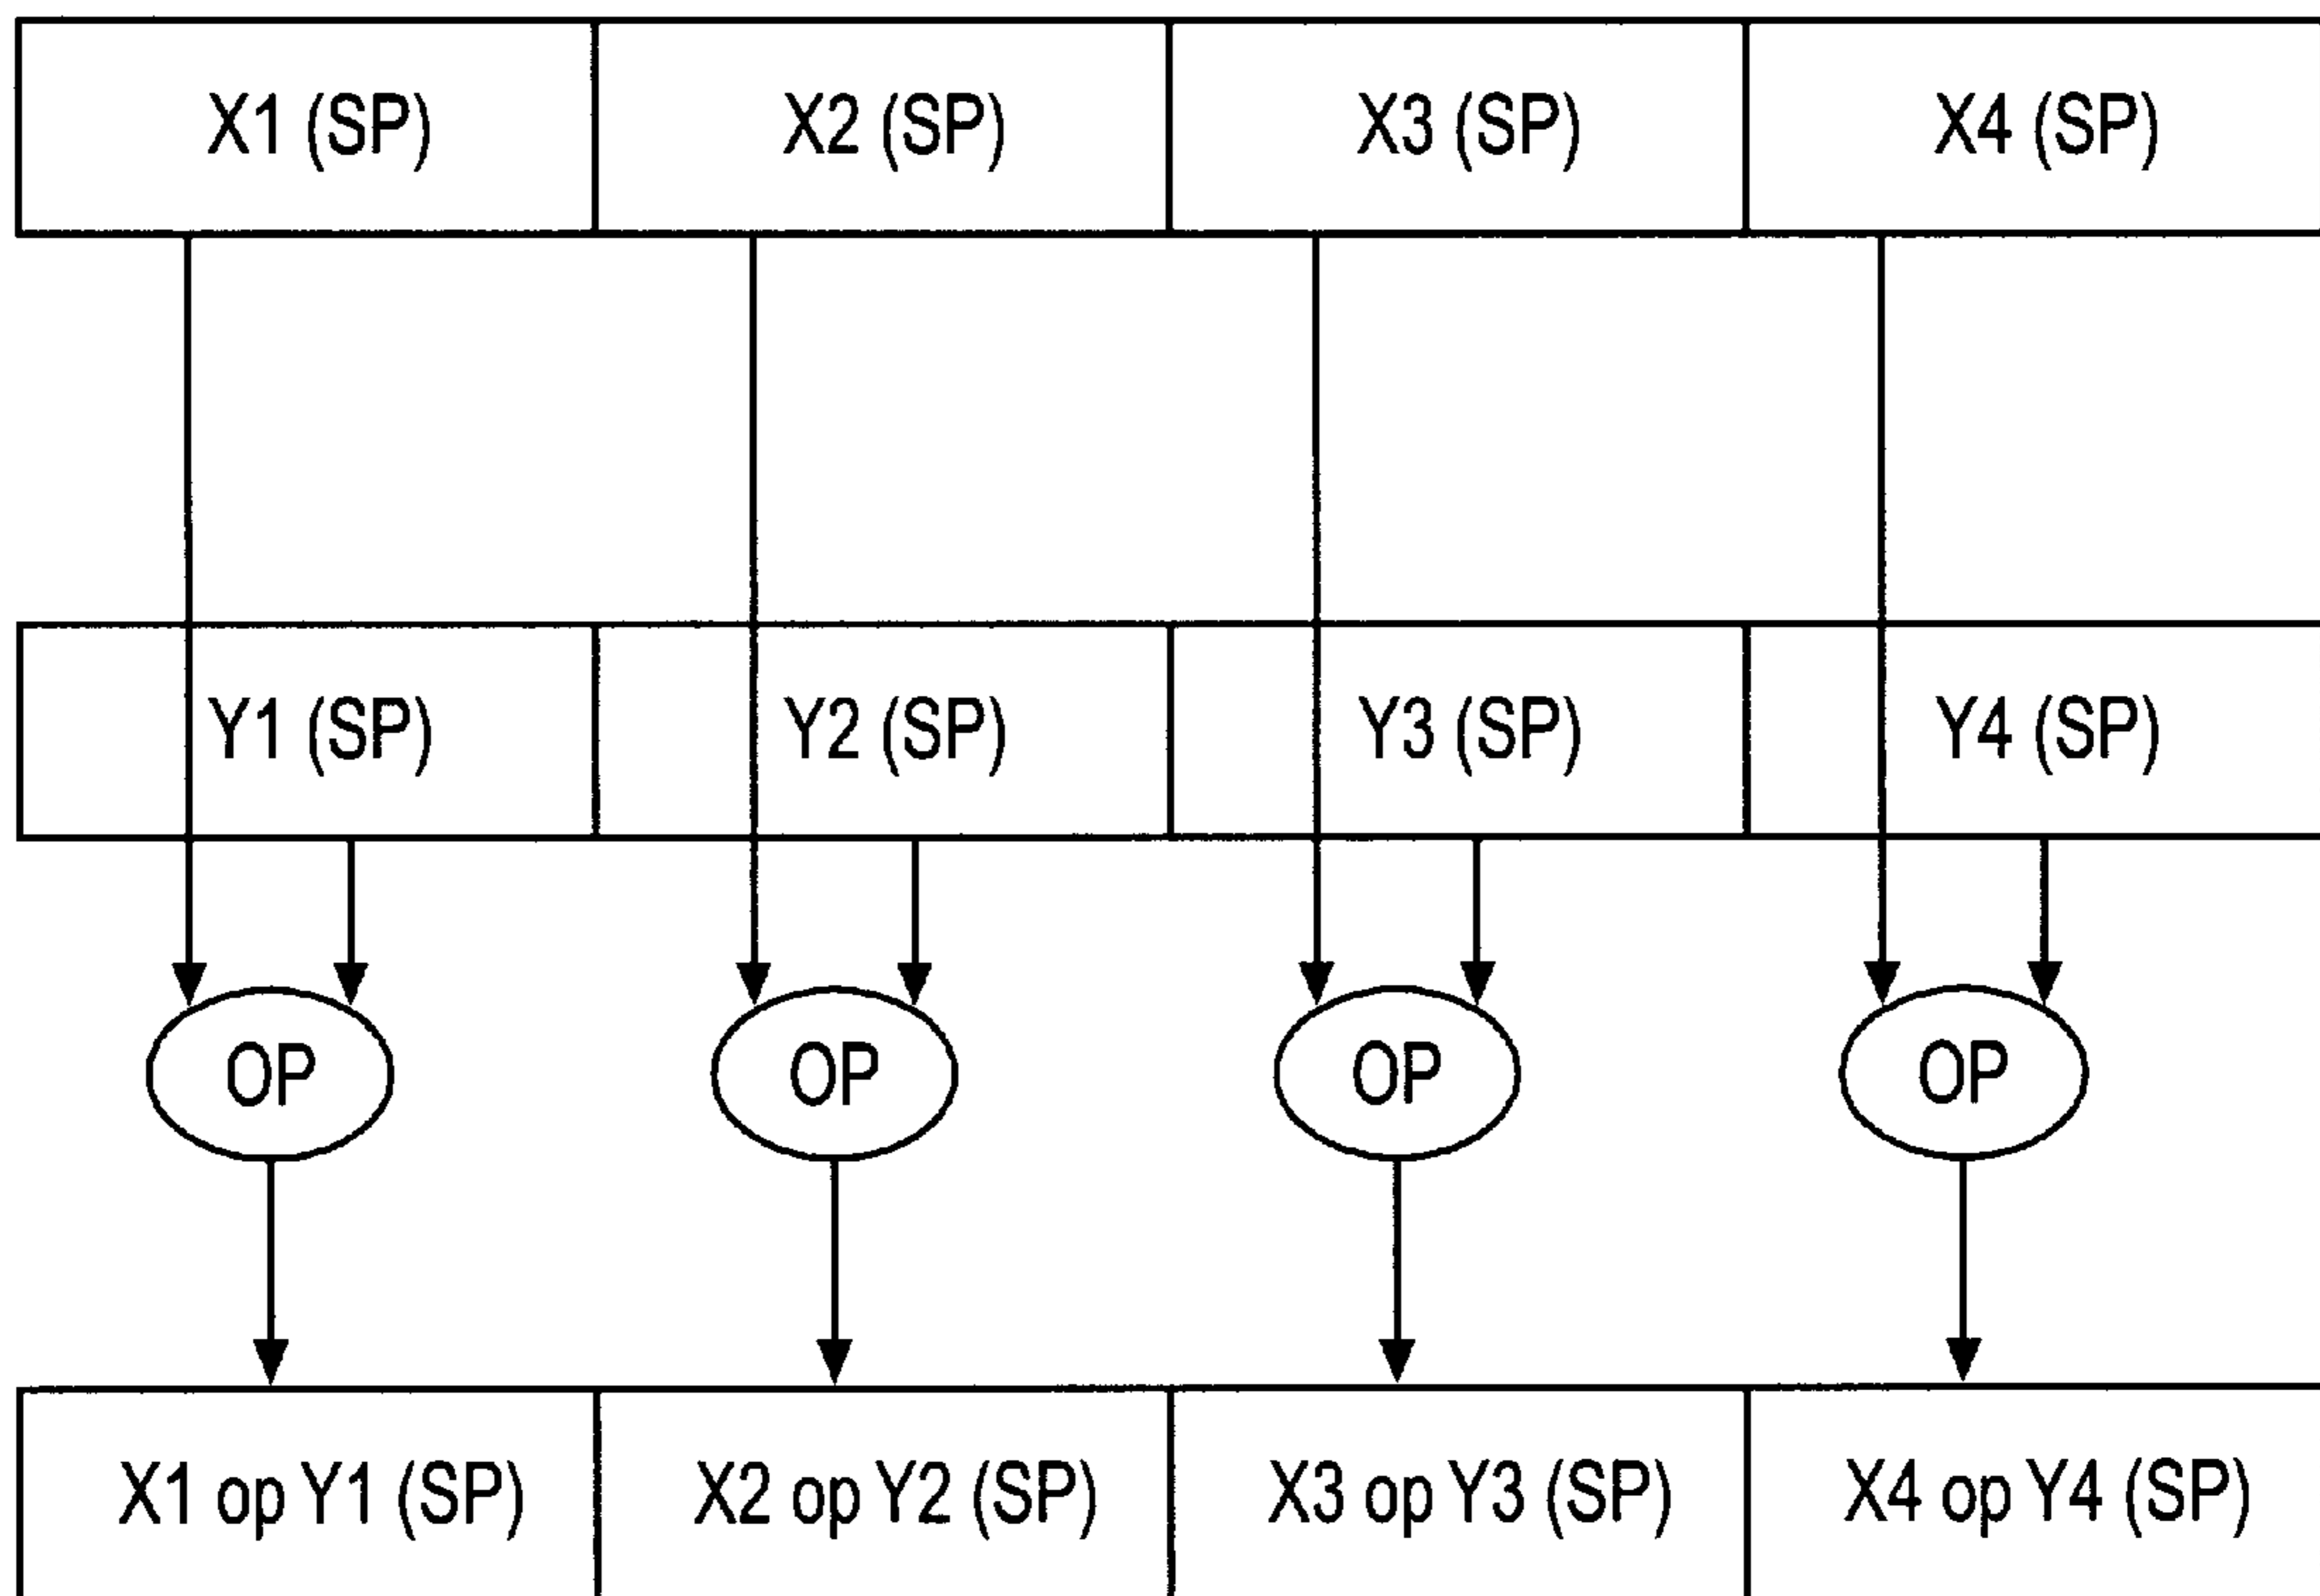 X1 (SP) X2 (SP) X3 (SP) X4 (SP)
Y1 (SP) Y2 (SP) Y3 (SP) Y4 (SP)
OP OP OP OP
X1 op Y1 (SP) X2 op Y2 (SP) X3 op Y3 (SP) X4 op Y4 (SP)